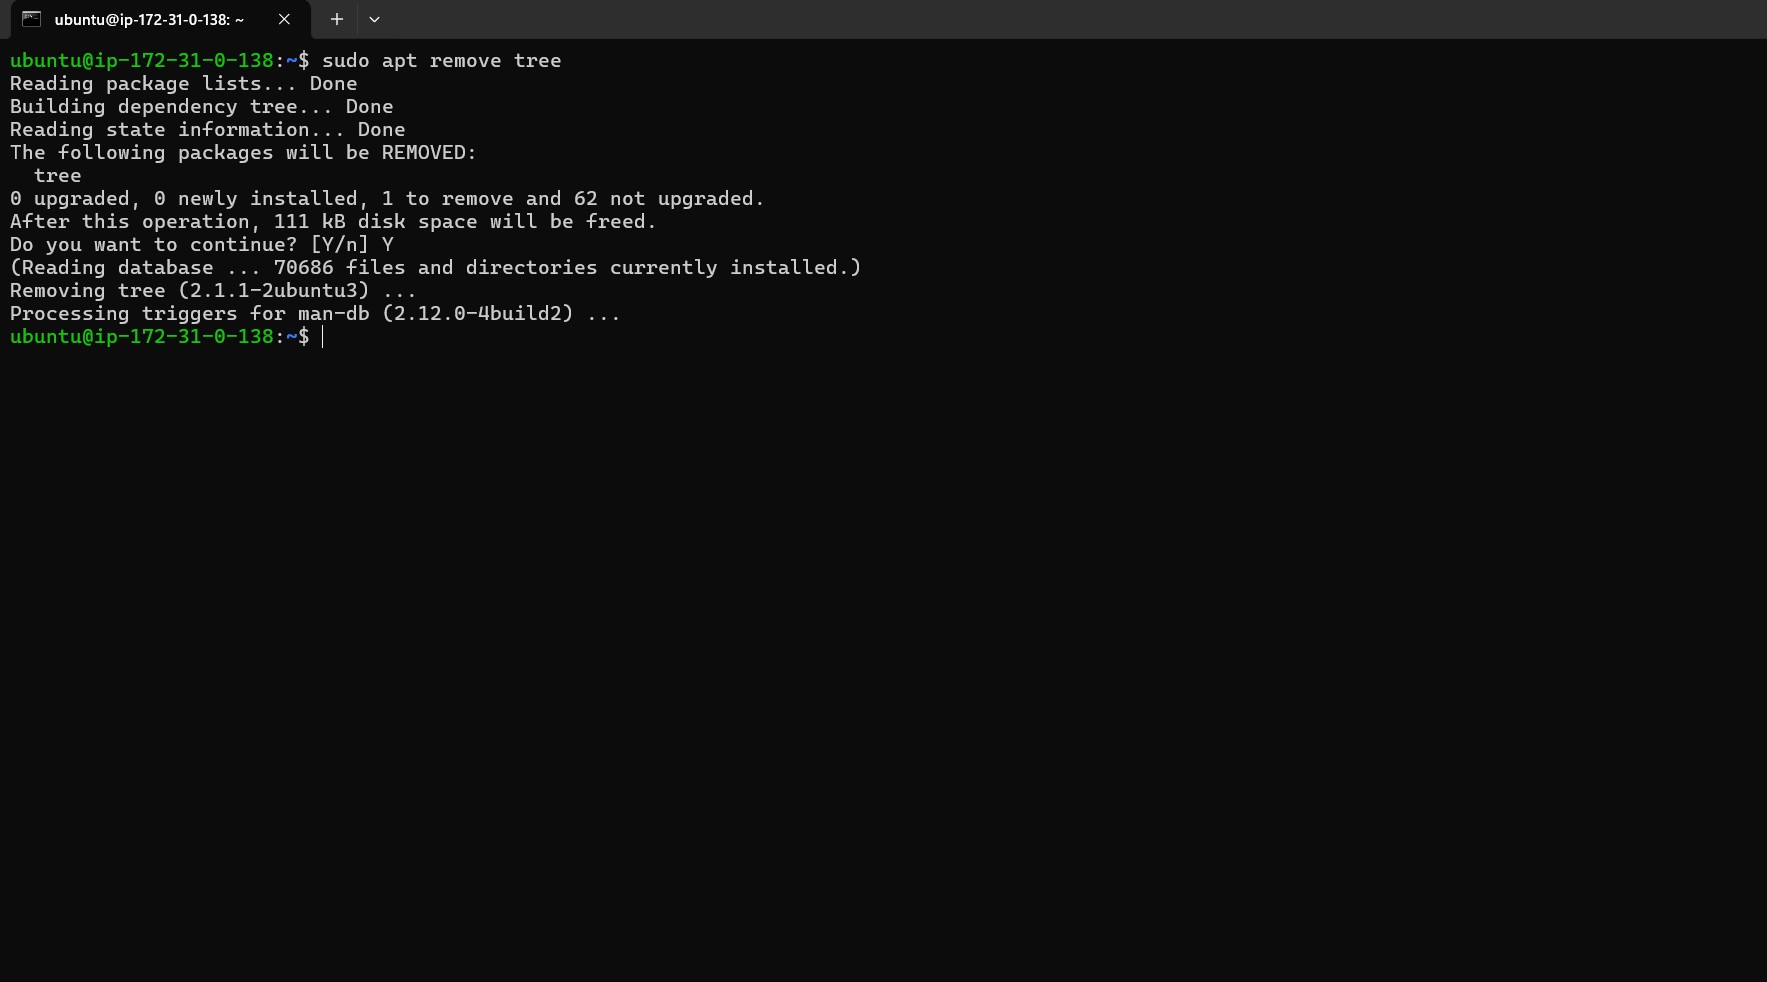 ubuntu@ip-172-31-0-138: ~
ubuntu@ip-172-31-0-138:~$ sudo apt remove tree
Reading package lists... Done
Building dependency tree... Done
Reading state information... Done
The following packages will be REMOVED:
  tree
0 upgraded, 0 newly installed, 1 to remove and 62 not upgraded.
After this operation, 111 kB disk space will be freed.
Do you want to continue? [Y/n] Y
(Reading database ... 70686 files and directories currently installed.)
Removing tree (2.1.1-2ubuntu3) ...
Processing triggers for man-db (2.12.0-4build2) ...
ubuntu@ip-172-31-0-138:~$